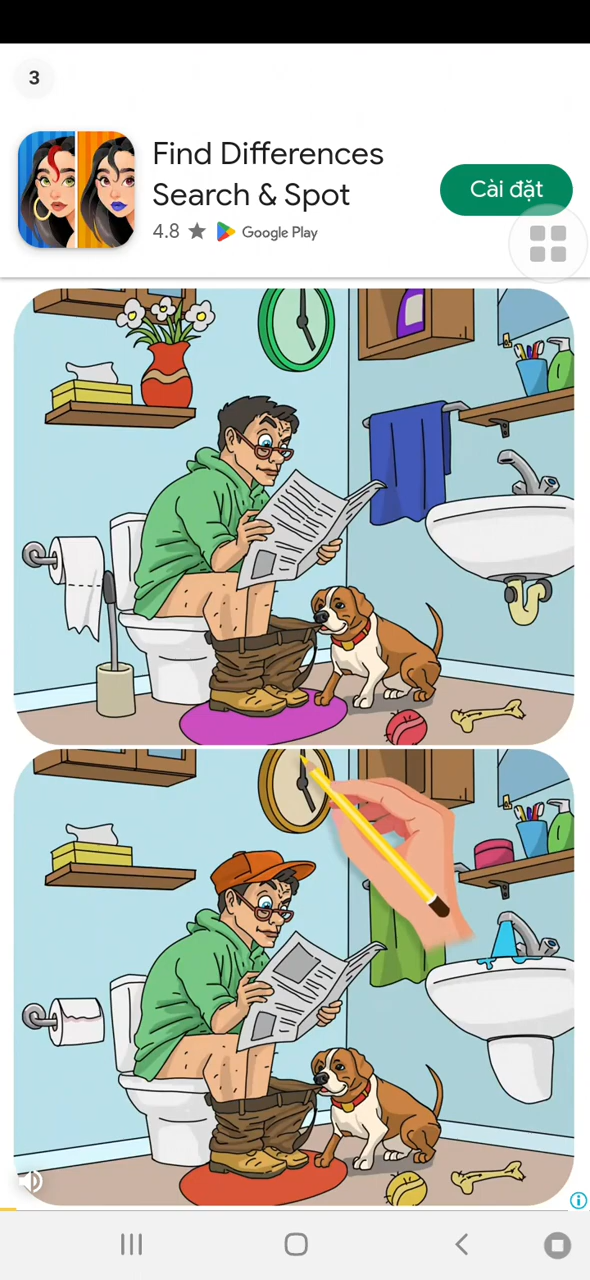 3
Find Differences
Search & Spot
Cài đặt
4.8 ★ Google Play